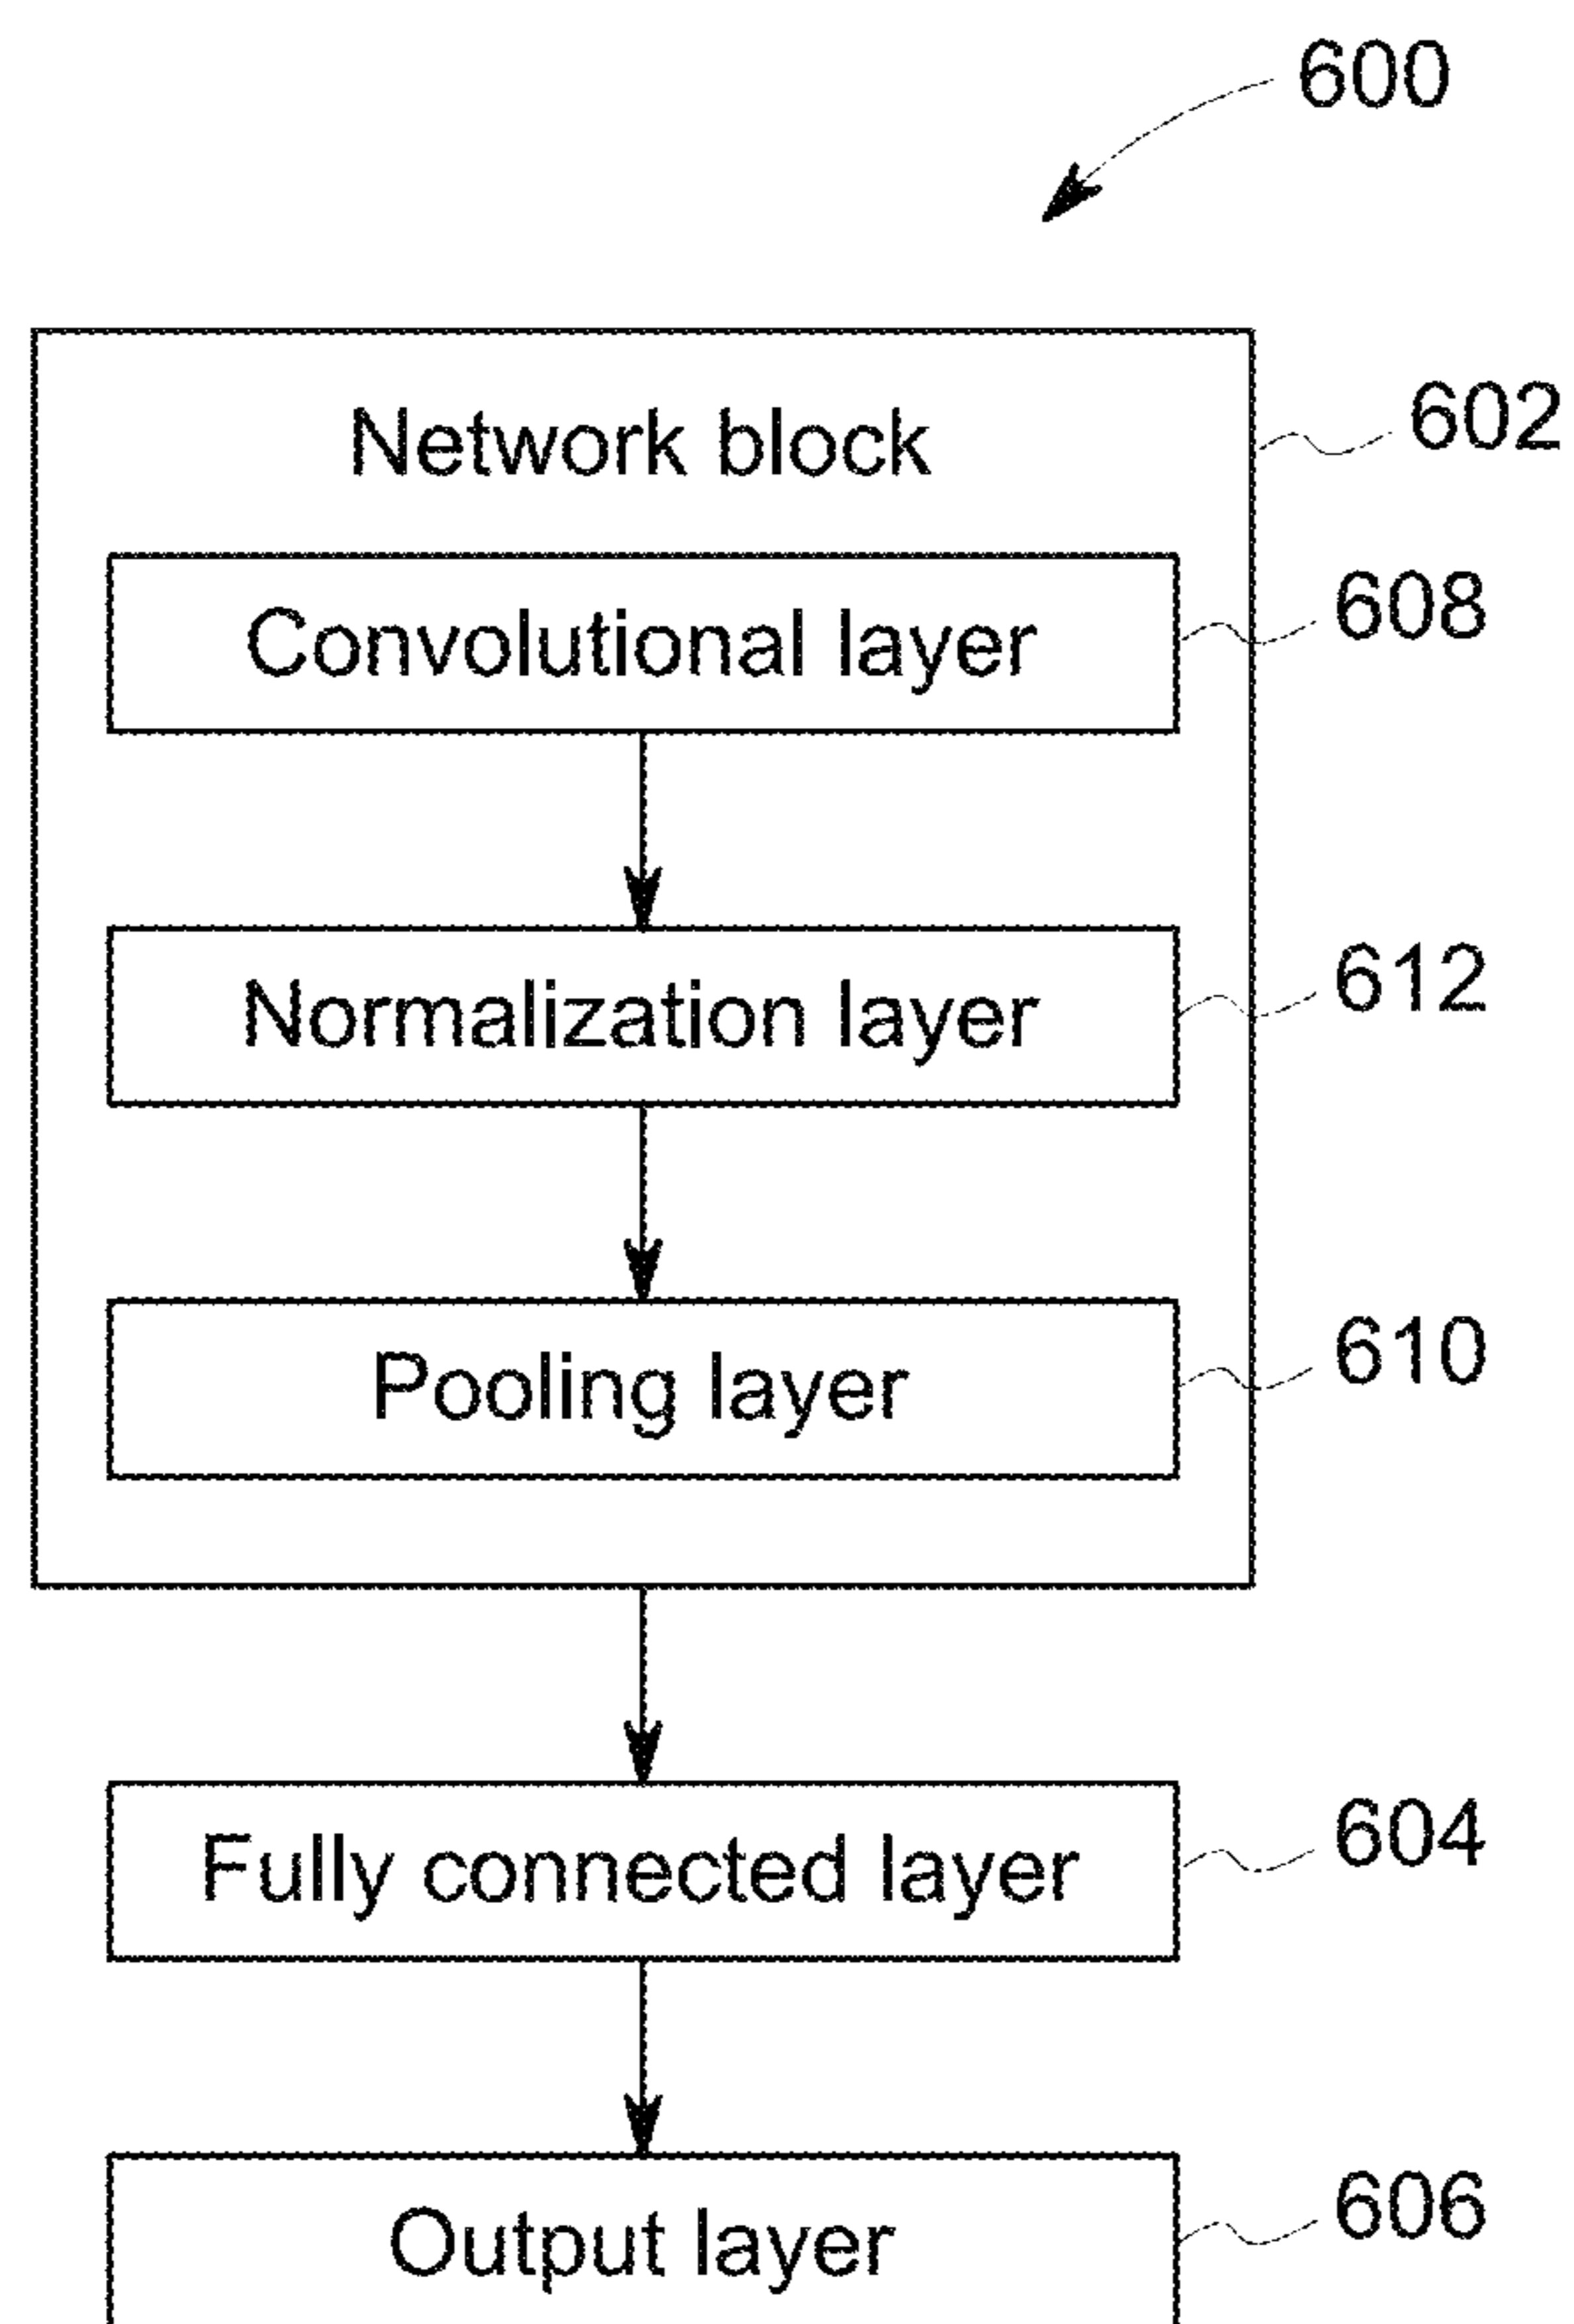 600
Network block
602
Convolutional layer
608
Normalization layer
612
Pooling layer
610
Fully connected layer
604
Output layer
606